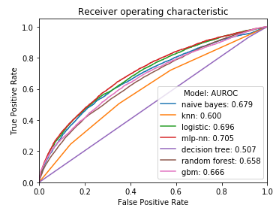 Receiver operating characteristic
True Positive Rate
1.0
0.8
0.6
0.4
0.2
0.0
Model: AUROC
naive bayes: 0.679
knn: 0.600
logistic: 0.696
mlp-nn: 0.705
decision tree: 0.507
random forest: 0.658
gbm: 0.666
0.0 0.2 0.4 0.6 0.8 1.0
False Positive Rate